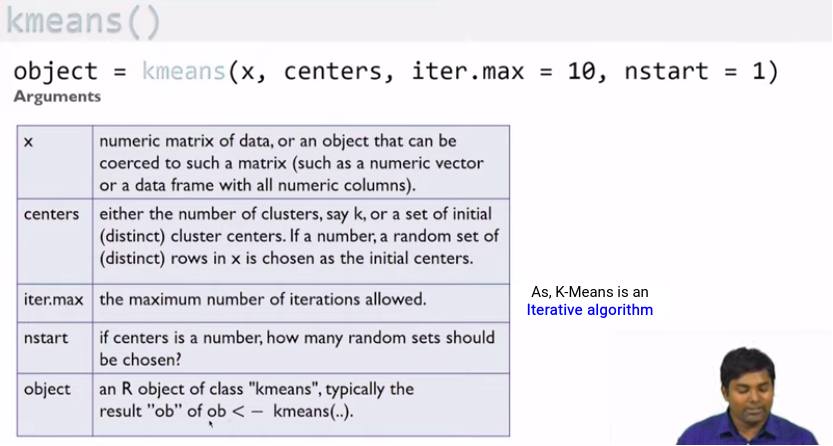 kmeans()
object = kmeans(x, centers, iter.max = 10, nstart = 1)
Arguments
x
numeric matrix of data, or an object that can be
coerced to such a matrix (such as a numeric vector
or a data frame with all numeric columns).
centers
either the number of clusters, say k, or a set of initial
(distinct) cluster centers. If a number, a random set of
(distinct) rows in x is chosen as the initial centers.
iter.max
the maximum number of iterations allowed.
nstart
if centers is a number, how many random sets should
be chosen?
object
an R object of class "kmeans", typically the
result "ob" of ob < – kmeans(..).
As, K-Means is an
Iterative algorithm